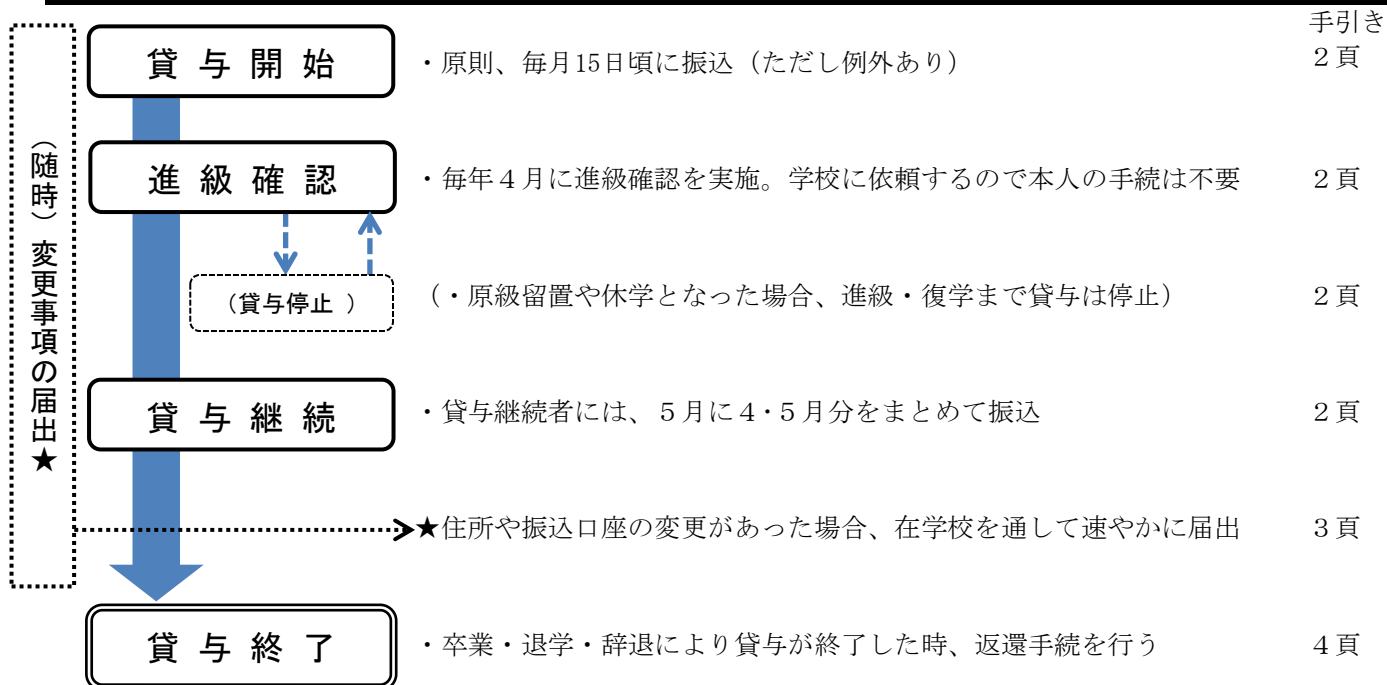 手引き
貸与開始
・原則、毎月15日頃に振込（ただし例外あり）
２頁
（随時）変更事項の届出★
進級確認
・毎年４月に進級確認を実施。学校に依頼するので本人の手続は不要
２頁
（貸与停止 ）
（・原級留置や休学となった場合、進級・復学まで貸与は停止）
２頁
貸与継続
・貸与継続者には、５月に４・５月分をまとめて振込
２頁
★住所や振込口座の変更があった場合、在学校を通して速やかに届出
３頁
貸与終了
・卒業・退学・辞退により貸与が終了した時、返還手続を行う
４頁